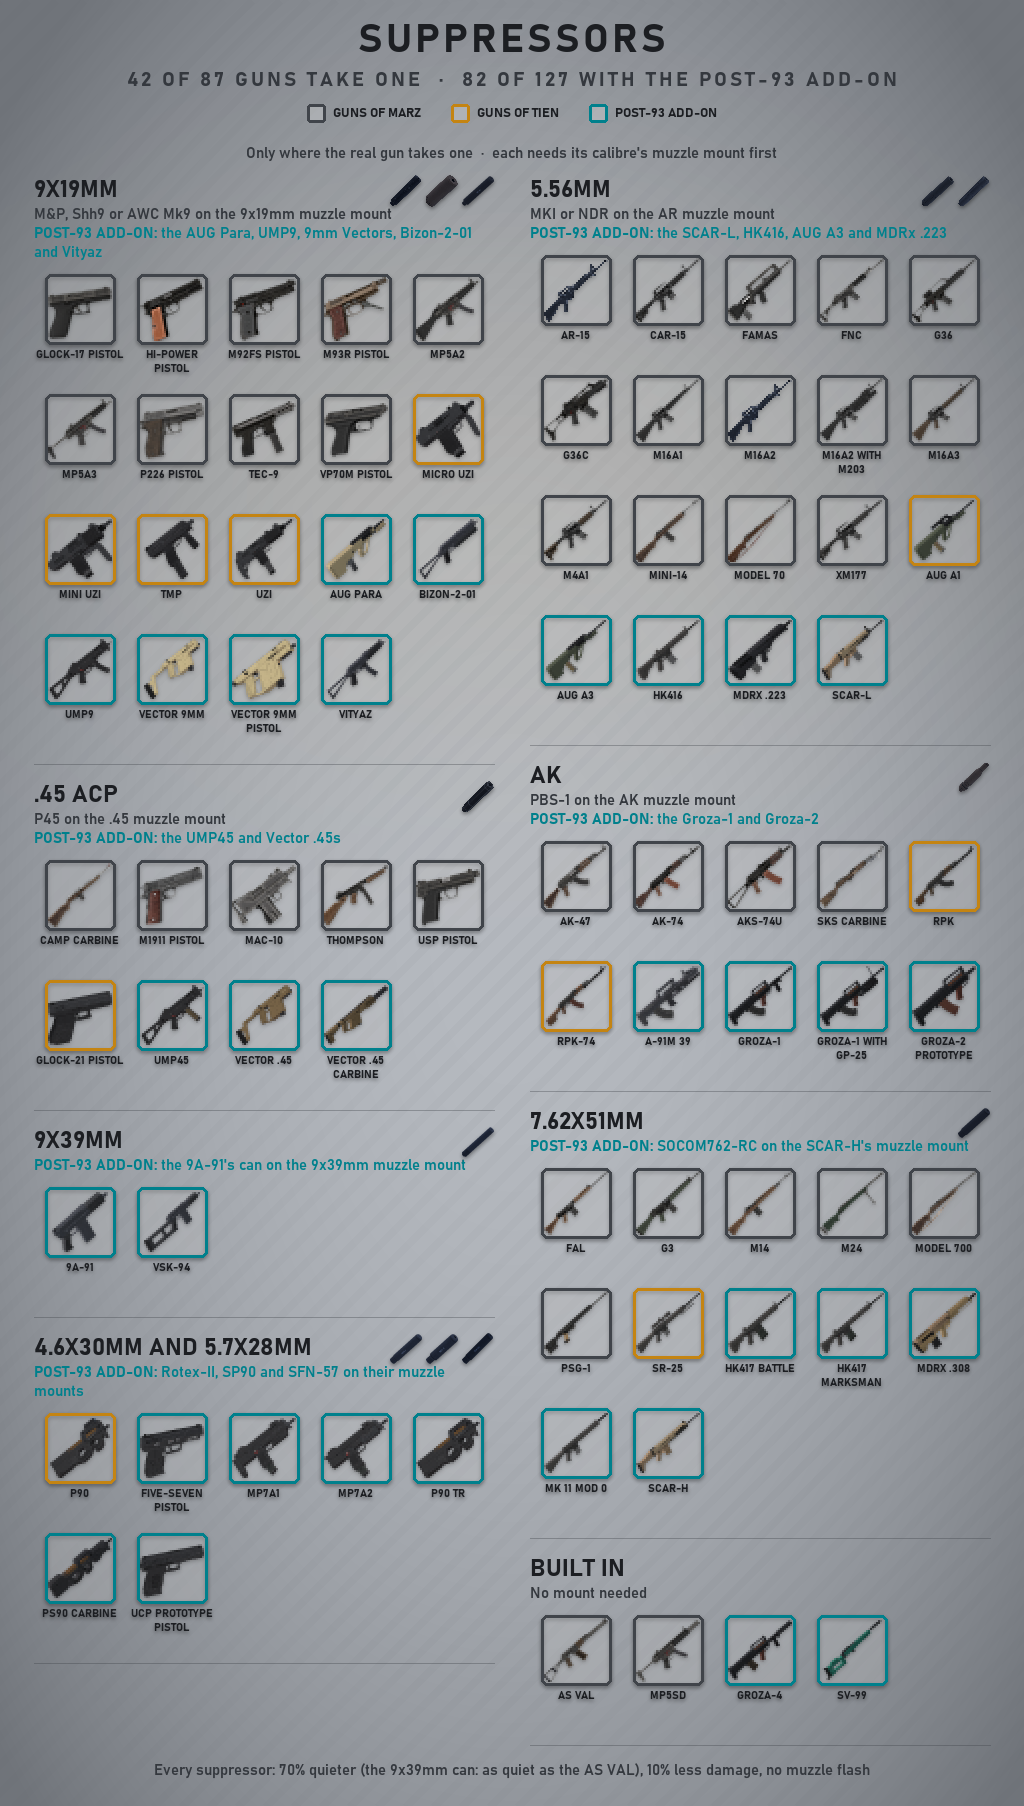 SUPPRESSORS
42 OF 87 GUNS TAKE ONE · 82 OF 127 WITH THE POST-93 ADD-ON
GUNS OF MARZ
GUNS OF TIEN
POST-93 ADD-ON
Only where the real gun takes one · each needs its calibre's muzzle mount first
9X19MM
M&P, Shh9 or AWC Mk9 on the 9x19mm muzzle mount
POST-93 ADD-ON: the AUG Para, UMP9, 9mm Vectors, Bizon-2-01
and Vityaz
GLOCK-17 PISTOL
HI-POWER
PISTOL
M92FS PISTOL
M93R PISTOL
MP5A2
MP5A3
P226 PISTOL
TEC-9
VP70M PISTOL
MICRO UZI
MINI UZI
TMP
UZI
AUG PARA
BIZON-2-01
UMP9
VECTOR 9MM
VECTOR 9MM
PISTOL
VITYAZ
.45 ACP
P45 on the .45 muzzle mount
POST-93 ADD-ON: the UMP45 and Vector .45s
CAMP CARBINE
M1911 PISTOL
MAC-10
THOMPSON
USP PISTOL
GLOCK-21 PISTOL
UMP45
VECTOR .45
VECTOR .45
CARBINE
9X39MM
POST-93 ADD-ON: the 9A-91's can on the 9x39mm muzzle mount
9A-91
VSK-94
4.6X30MM AND 5.7X28MM
POST-93 ADD-ON: Rotex-II, SP90 and SFN-57 on their muzzle
mounts
P90
FIVE-SEVEN
PISTOL
MP7A1
MP7A2
P90 TR
PS90 CARBINE
UCP PROTOTYPE
PISTOL
5.56MM
MKI or NDR on the AR muzzle mount
POST-93 ADD-ON: the SCAR-L, HK416, AUG A3 and MDRx .223
AR-15
CAR-15
FAMAS
FNC
G36
G36C
M16A1
M16A2
M16A2 WITH
M203
M16A3
M4A1
MINI-14
MODEL 70
XM177
AUG A1
AUG A3
HK416
MDRX .223
SCAR-L
AK
PBS-1 on the AK muzzle mount
POST-93 ADD-ON: the Groza-1 and Groza-2
AK-47
AK-74
AKS-74U
SKS CARBINE
RPK
RPK-74
A-91M 39
GROZA-1
GROZA-1 WITH
GP-25
GROZA-2
PROTOTYPE
7.62X51MM
POST-93 ADD-ON: SOCOM762-RC on the SCAR-H's muzzle mount
FAL
G3
M14
M24
MODEL 700
PSG-1
SR-25
HK417 BATTLE
HK417
MARKSMAN
MDRX .308
MK 11 MOD 0
SCAR-H
BUILT IN
No mount needed
AS VAL
MP5SD
GROZA-4
SV-99
Every suppressor: 70% quieter (the 9x39mm can: as quiet as the AS VAL), 10% less damage, no muzzle flash